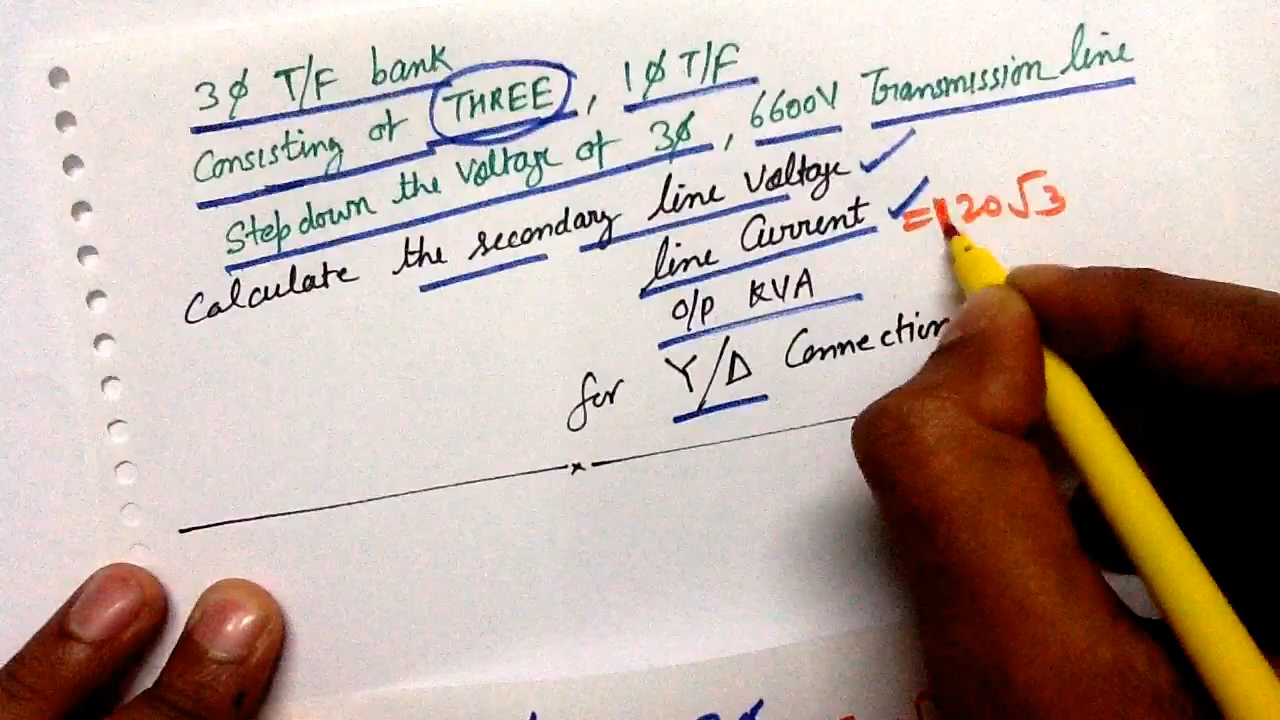 3φ T/F bank
Consisting of THREE, 1φ T/F
Step down the voltage of 3φ, 6600V Transmission line
Calculate the secondary line voltage ✓
line Current ✓ = 120√3
O/P KVA
for Y/Δ Connection